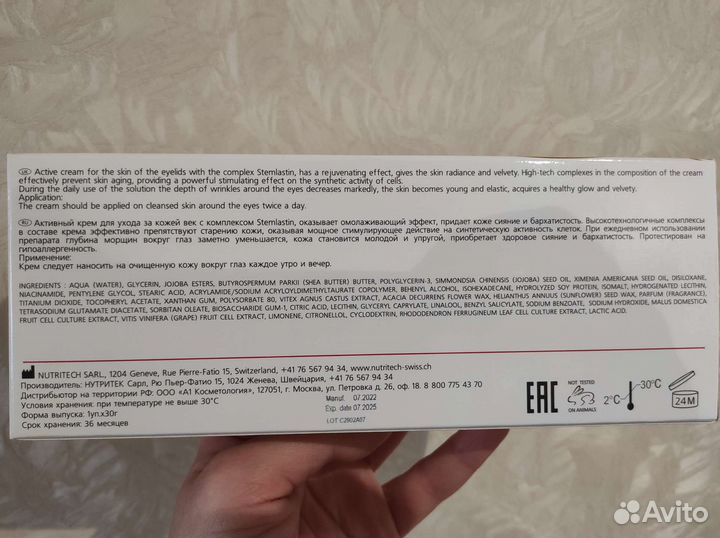 UK Active cream for the skin of the eyelids with the complex Stemlastin, has a rejuvenating effect, gives the skin radiance and velvety. High-tech complexes in the composition of the cream
effectively prevent skin aging, providing a powerful stimulating effect on the synthetic activity of cells.
During the daily use of the solution the depth of wrinkles around the eyes decreases markedly, the skin becomes young and elastic, acquires a healthy glow and velvety.
Application:
The cream should be applied on cleansed skin around the eyes twice a day.
RU Активный крем для ухода за кожей век с комплексом Stemlastin, оказывает омолаживающий эффект, придает коже сияние и бархатистость. Высокотехнологичные комплексы
в составе крема эффективно препятствуют старению кожи, оказывая мощное стимулирующее действие на синтетическую активность клеток. При ежедневном использовании
препарата глубина морщин вокруг глаз заметно уменьшается, кожа становится молодой и упругой, приобретает здоровое сияние и бархатистость. Протестирован на
гипоаллергенность.
Применение:
Крем следует наносить на очищенную кожу вокруг глаз каждое утро и вечер.
INGREDIENTS : AQUA (WATER), GLYCERIN, JOJOBA ESTERS, BUTYROSPERMUM PARKII (SHEA BUTTER) BUTTER, POLYGLYCERIN-3, SIMMONDSIA CHINENSIS (JOJOBA) SEED OIL, XIMENIA AMERICANA SEED OIL, DISILOXANE,
NIACINAMIDE, PENTYLENE GLYCOL, STEARIC ACID, ACRYLAMIDE/SODIUM ACRYLOYLDIMETHYLTAURATE COPOLYMER, BEHENYL ALCOHOL, ISOHEXADECANE, HYDROLYZED SOY PROTEIN, ISOMALT, HYDROGENATED LECITHIN,
TITANIUM DIOXIDE, TOCOPHERYL ACETATE, XANTHAN GUM, POLYSORBATE 80, VITEX AGNUS CASTUS EXTRACT, ACACIA DECURRENS FLOWER WAX, HELIANTHUS ANNUUS (SUNFLOWER) SEED WAX, PARFUM (FRAGRANCE),
TETRASODIUM GLUTAMATE DIACETATE, SORBITAN OLEATE, BIOSACCHARIDE GUM-1, CITRIC ACID, LECITHIN, GLYCERYL CAPRYLATE, LINALOOL, BENZYL SALICYLATE, SODIUM BENZOATE, SODIUM HYDROXIDE, MALUS DOMESTICA
FRUIT CELL CULTURE EXTRACT, VITIS VINIFERA (GRAPE) FRUIT CELL EXTRACT, LIMONENE, CITRONELLOL, CYCLODEXTRIN, RHODODENDRON FERRUGINEUM LEAF CELL CULTURE EXTRACT, LACTIC ACID.
NUTRITECH SARL, 1204 Geneve, Rue Pierre-Fatio 15, Switzerland, +41 76 567 94 34, www.nutritech-swiss.ch
Производитель: НУТРИТЕК Сарл, Рю Пьер-Фатио 15, 1024 Женева, Швейцария, +41 76 567 94 34
Дистрибьютор на территории РФ: ООО «А1 Косметология», 127051, г. Москва, ул. Петровка д. 26, оф. 18. 8 800 775 43 70
Условия хранения: при температуре не выше 30°С
Форма выпуска: 1уп.х30г
Срок хранения: 36 месяцев
Manuf. 07.2022
Exp. date 07.2025
LOT C2902A87
EAC
NOT TESTED
ON ANIMALS
2°C
30°C
24M
Avito